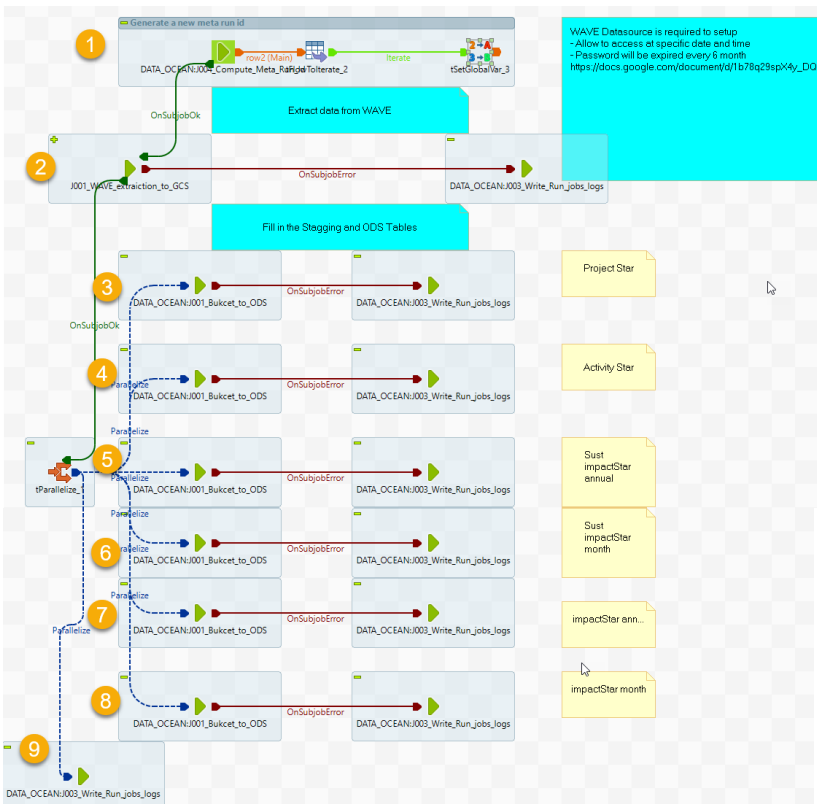 Generate a new meta run id
1
row2 (Main)
Iterate
DATA_OCEAN:J004_Compute_Meta_Run_Id
tSetGlobalVar_3
WAVE Datasource is required to setup
- Allow to access at specific date and time
- Password will be expired every 6 month
https://docs.google.com/document/d/1b78q29spX4y_DQ
OnSubjobOk
Extract data from WAVE
2
OnSubjobError
J001_WAVE_extraiction_to_GCS
DATA_OCEAN:J003_Write_Run_jobs_logs
Fill in the Stagging and ODS Tables
3
OnSubjobError
DATA_OCEAN:J001_Bukcet_to_ODS
DATA_OCEAN:J003_Write_Run_jobs_logs
Project Star
OnSubjobOk
4
Parallelize
OnSubjobError
DATA_OCEAN:J001_Bukcet_to_ODS
DATA_OCEAN:J003_Write_Run_jobs_logs
Activity Star
Parallelize
5
Parallelize
OnSubjobError
tParallelize_
DATA_OCEAN:J001_Bukcet_to_ODS
DATA_OCEAN:J003_Write_Run_jobs_logs
Sust
impactStar
annual
Parallelize
6
Parallelize
OnSubjobError
DATA_OCEAN:J001_Bukcet_to_ODS
DATA_OCEAN:J003_Write_Run_jobs_logs
Sust
impactStar
month
Parallelize
7
OnSubjobError
Parallelize
DATA_OCEAN:J001_Bukcet_to_ODS
DATA_OCEAN:J003_Write_Run_jobs_logs
impactStar ann...
8
OnSubjobError
DATA_OCEAN:J001_Bukcet_to_ODS
DATA_OCEAN:J003_Write_Run_jobs_logs
impactStar month
9
DATA_OCEAN:J003_Write_Run_jobs_logs